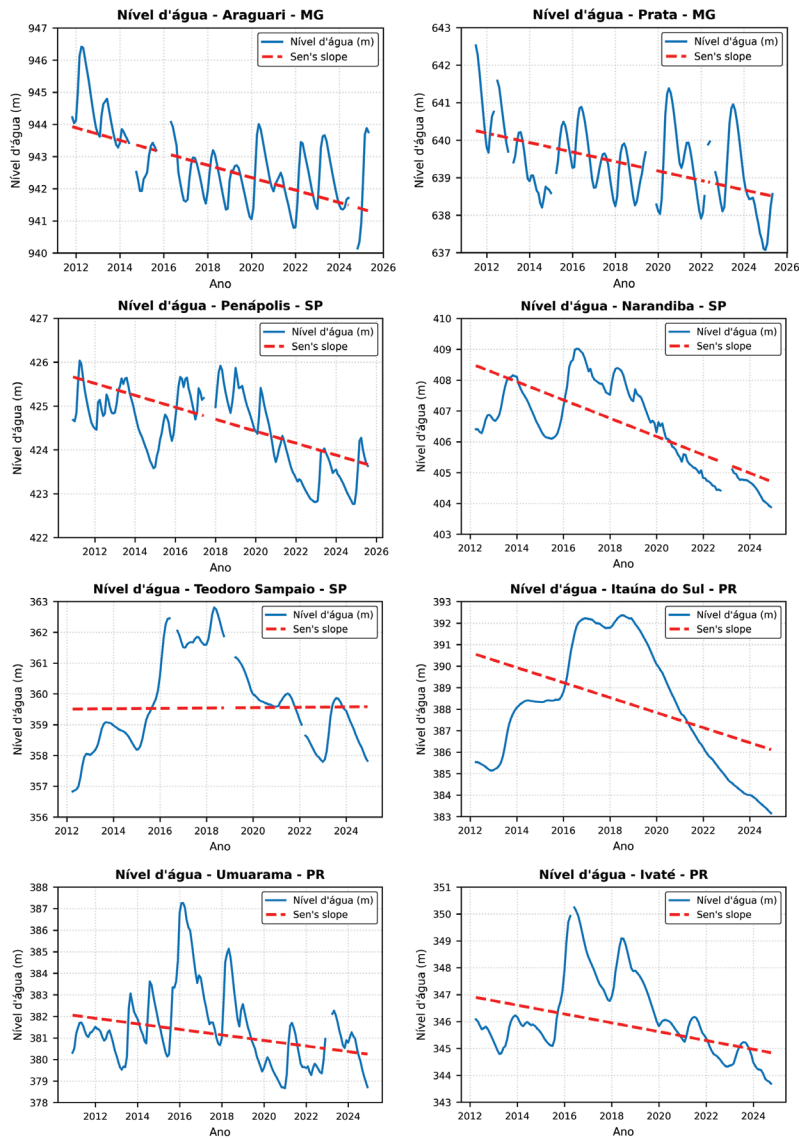 Nível d'água - Araguari - MG
Nível d'água (m)
947
946
945
944
943
942
941
940
Nível d'água (m)
Sen's slope
2012 2014 2016 2018 2020 2022 2024 2026
Ano
Nível d'água - Prata - MG
Nível d'água (m)
643
642
641
640
639
638
637
Nível d'água (m)
Sen's slope
2012 2014 2016 2018 2020 2022 2024 2026
Ano
Nível d'água - Penápolis - SP
Nível d'água (m)
427
426
425
424
423
422
Nível d'água (m)
Sen's slope
2012 2014 2016 2018 2020 2022 2024 2026
Ano
Nível d'água - Narandiba - SP
Nível d'água (m)
410
409
408
407
406
405
404
403
Nível d'água (m)
Sen's slope
2012 2014 2016 2018 2020 2022 2024
Ano
Nível d'água - Teodoro Sampaio - SP
Nível d'água (m)
363
362
361
360
359
358
357
356
Nível d'água (m)
Sen's slope
2012 2014 2016 2018 2020 2022 2024
Ano
Nível d'água - Itaúna do Sul - PR
Nível d'água (m)
393
392
390
389
388
386
385
384
383
Nível d'água (m)
Sen's slope
2012 2014 2016 2018 2020 2022 2024
Ano
Nível d'água - Umuarama - PR
Nível d'água (m)
388
387
386
385
384
382
381
380
379
378
Nível d'água (m)
Sen's slope
2012 2014 2016 2018 2020 2022 2024
Ano
Nível d'água - Ivaté - PR
Nível d'água (m)
351
350
349
348
347
346
345
344
343
Nível d'água (m)
Sen's slope
2012 2014 2016 2018 2020 2022 2024
Ano